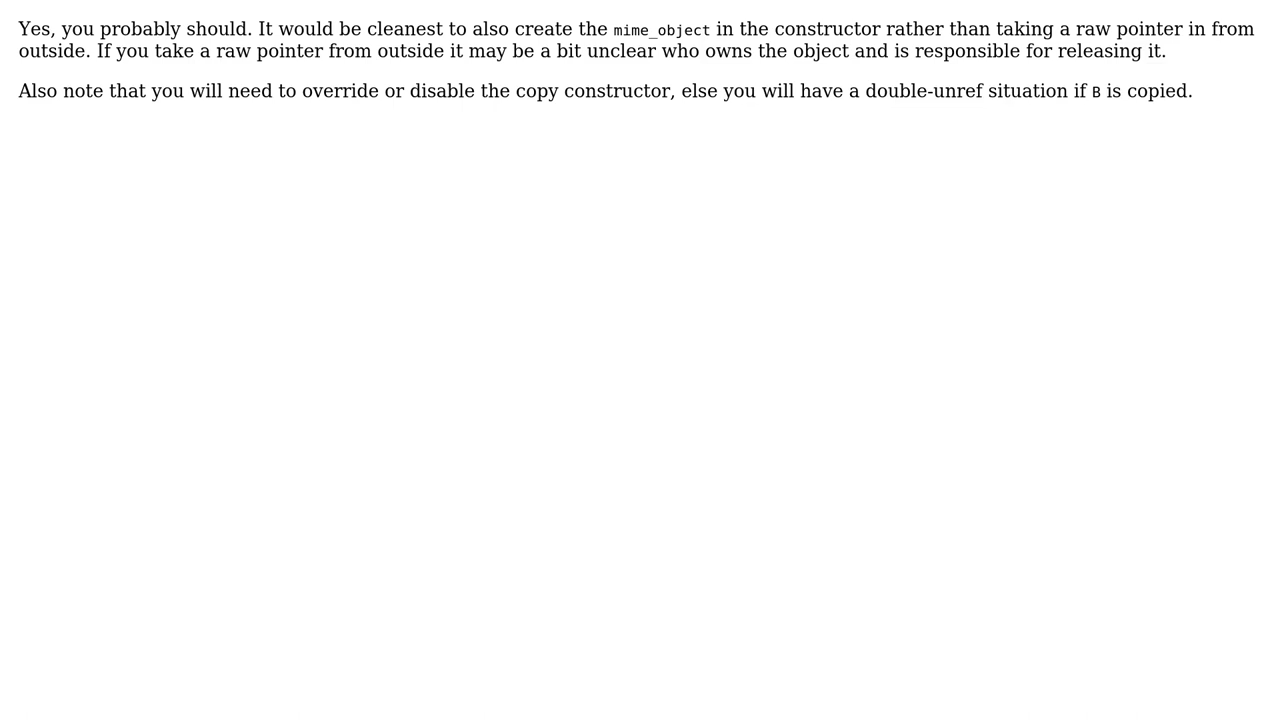 Yes, you probably should. It would be cleanest to also create the mime_object in the constructor rather than taking a raw pointer in from
outside. If you take a raw pointer from outside it may be a bit unclear who owns the object and is responsible for releasing it.
Also note that you will need to override or disable the copy constructor, else you will have a double-unref situation if B is copied.